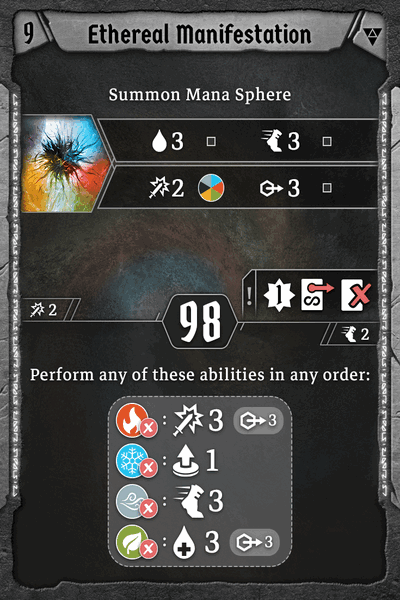 9 Ethereal Manifestation
Summon Mana Sphere
3 3
2 3
! 1
2 98 2
Perform any of these abilities in any order:
x : 3 3
x : 1
x : 3
x : 3 3